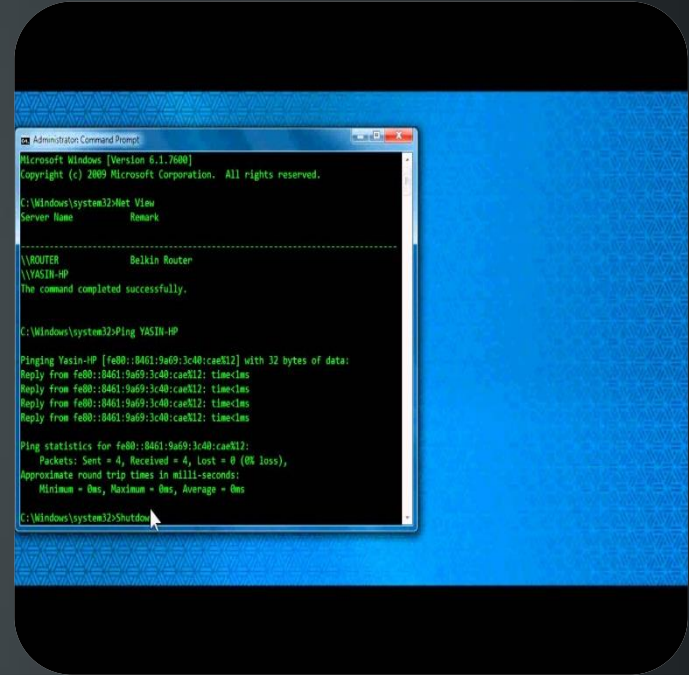 Administrator: Command Prompt
Microsoft Windows [Version 6.1.7600]
Copyright (c) 2009 Microsoft Corporation. All rights reserved.
C:\Windows\system32>Net View
Server Name Remark
-------------------------------------------------------------------------------
\\ROUTER Belkin Router
\\YASIN-HP
The command completed successfully.
C:\Windows\system32>Ping YASIN-HP
Pinging Yasin-HP [fe80::8461:9a69:3c40:cae%12] with 32 bytes of data:
Reply from fe80::8461:9a69:3c40:cae%12: time<1ms
Reply from fe80::8461:9a69:3c40:cae%12: time<1ms
Reply from fe80::8461:9a69:3c40:cae%12: time<1ms
Reply from fe80::8461:9a69:3c40:cae%12: time<1ms
Ping statistics for fe80::8461:9a69:3c40:cae%12:
Packets: Sent = 4, Received = 4, Lost = 0 (0% loss),
Approximate round trip times in milli-seconds:
Minimum = 0ms, Maximum = 0ms, Average = 0ms
C:\Windows\system32>Shutdow